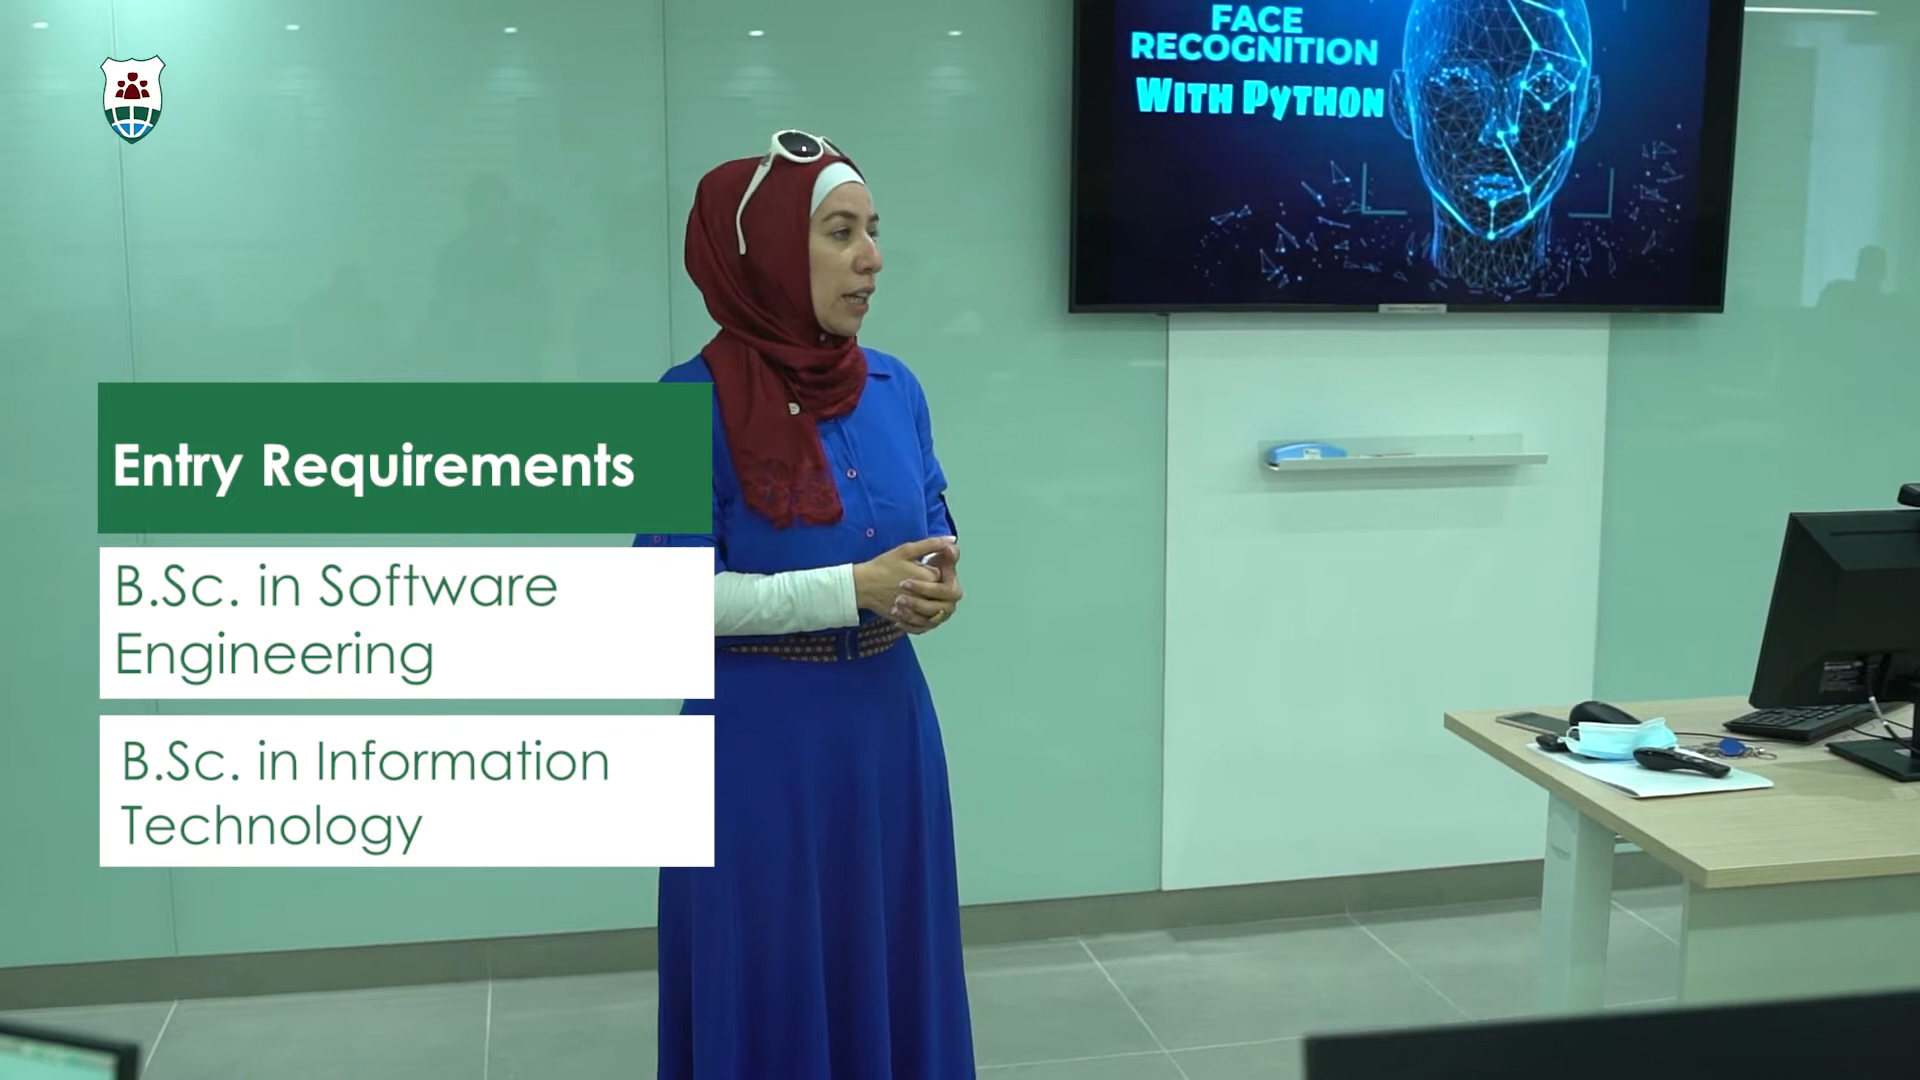 FACE
RECOGNITION
WITH PYTHON
Entry Requirements
B.Sc. in Software
Engineering
B.Sc. in Information
Technology